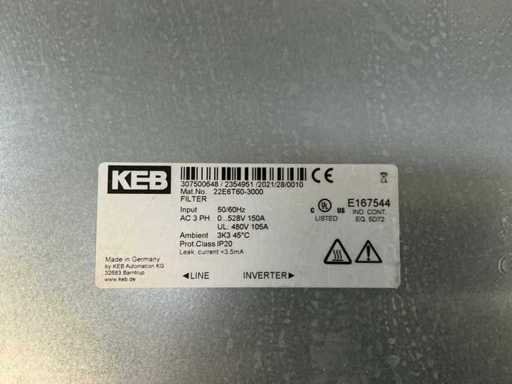 KEB
307500648 / 2354951 /2021/28/0010
Mat.No. 22E6T60-3000
FILTER
Input 50/60Hz
AC 3 PH 0...528V 150A
UL: 480V 105A
Ambient 3K3 45°C
Prot.Class IP20
Leak. current <3.5mA
C UL US E167544
LISTED IND. CONT.
EQ. 5D72
Made in Germany
by KEB Automation KG
32683 Barntrup
www.keb.de
◄LINE INVERTER►